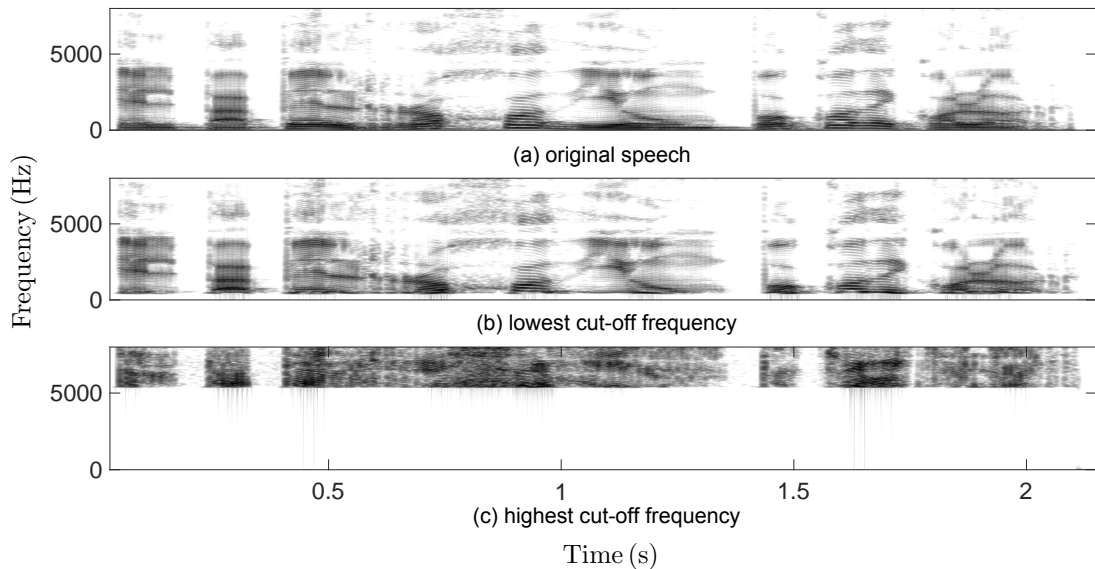 5000
0
(a) original speech
5000
0
(b) lowest cut-off frequency
5000
0
0.5 1 1.5 2
(c) highest cut-off frequency
Time (s)
Frequency (Hz)